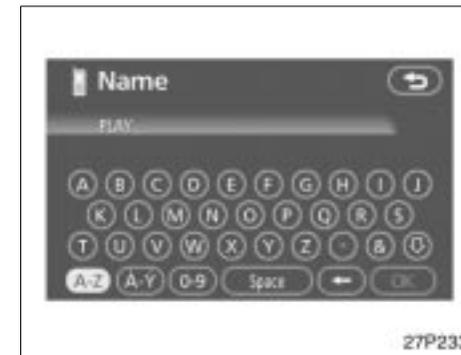 Name
PLAY
A B C D E F G H I J
K L M N O P Q R S
T U V W X Y Z & 
A-Z À-Ý 0-9 Space ← OK